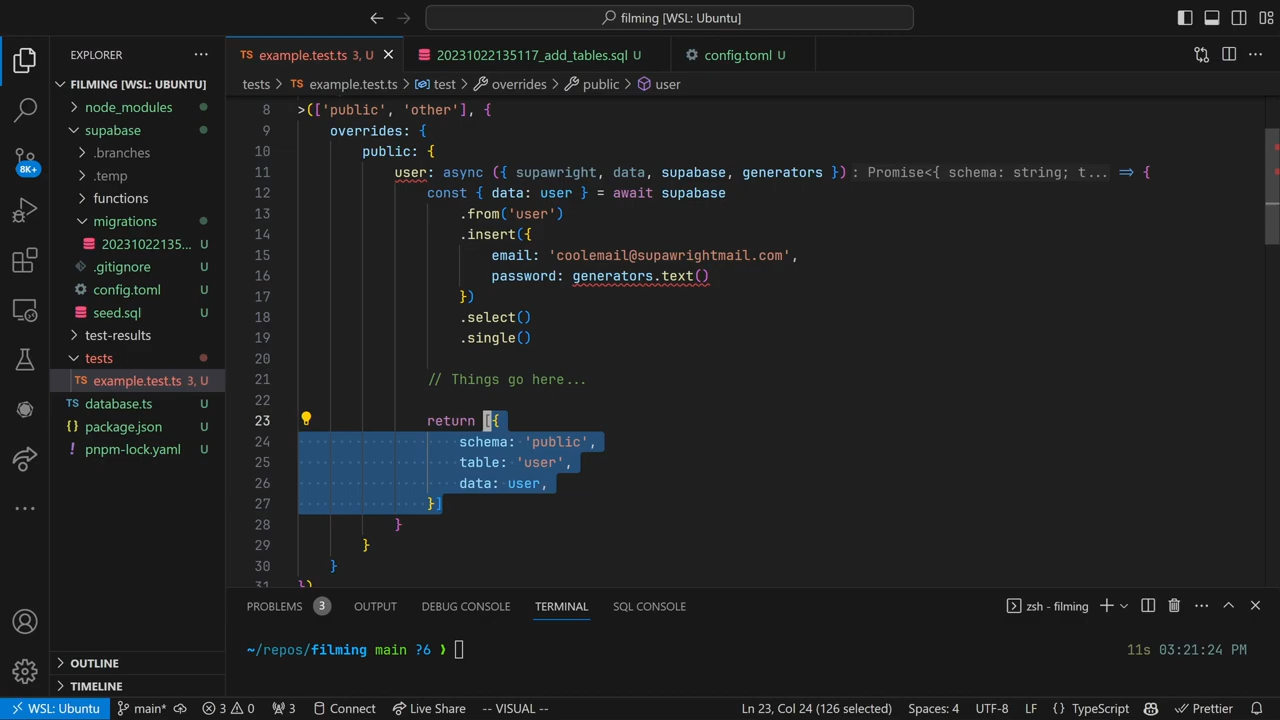 filming [WSL: Ubuntu]
EXPLORER
FILMING [WSL: UBUNTU]
node_modules
supabase
.branches
.temp
functions
migrations
20231022135... U
.gitignore U
config.toml U
seed.sql U
test-results
tests
TS example.test.ts 3, U
TS database.ts U
{} package.json U
! pnpm-lock.yaml U
OUTLINE
TIMELINE
8K+
TS example.test.ts 3, U
20231022135117_add_tables.sql U
config.toml U
tests > TS example.test.ts > test > overrides > public > user
8 >(['public', 'other'], {
9 overrides: {
10 public: {
11 user: async ({ supawright, data, supabase, generators }) : Promise<{ schema: string; t... => {
12 const { data: user } = await supabase
13 .from('user')
14 .insert({
15 email: 'coolemail@supawrightmail.com',
16 password: generators.text()
17 })
18 .select()
19 .single()
20
21 // Things go here...
22
23 return [{
24 schema: 'public',
25 table: 'user',
26 data: user,
27 }]
28 }
29 }
30 }
31 })
PROBLEMS 3 OUTPUT DEBUG CONSOLE TERMINAL SQL CONSOLE zsh - filming
~/repos/filming main ?6 ❯ 11s 03:21:24 PM
WSL: Ubuntu main* 3 0 3 Connect Live Share -- VISUAL -- Ln 23, Col 24 (126 selected) Spaces: 4 UTF-8 LF {} TypeScript Prettier